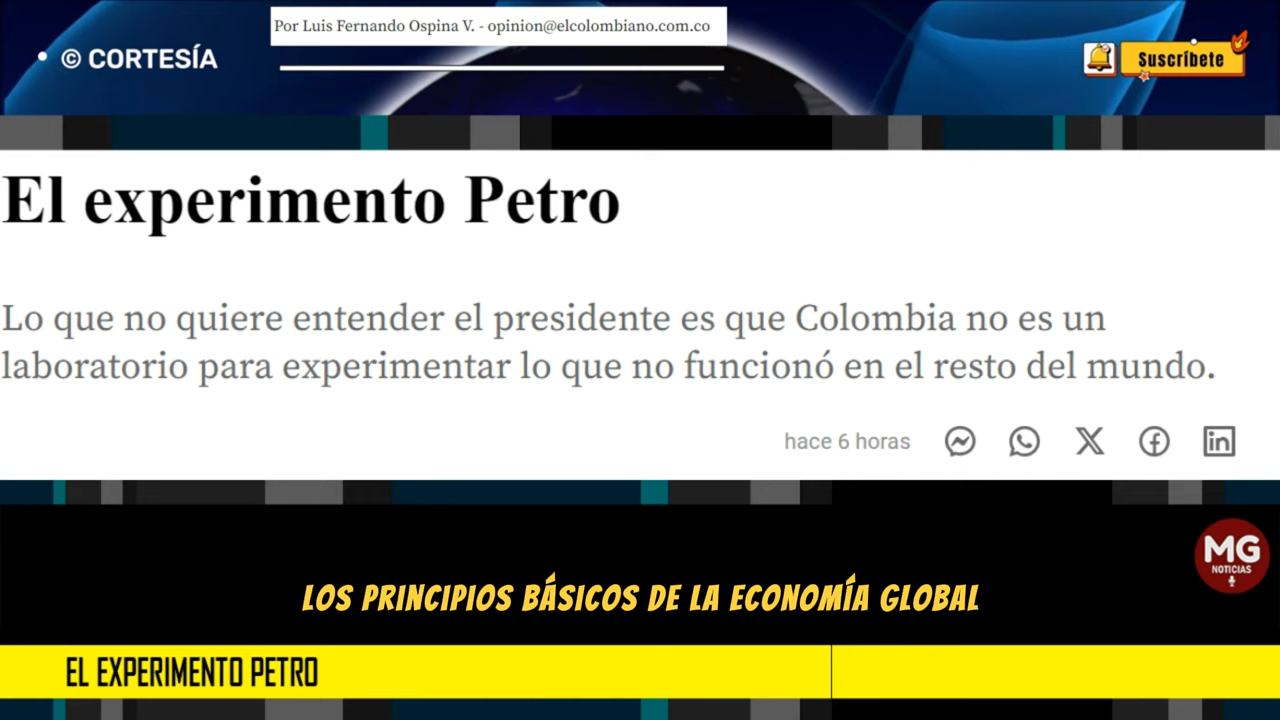 Por Luis Fernando Ospina V. - opinion@elcolombiano.com.co
• © CORTESÍA
Suscríbete
El experimento Petro
Lo que no quiere entender el presidente es que Colombia no es un
laboratorio para experimentar lo que no funcionó en el resto del mundo.
hace 6 horas
in
MG
NOTICIAS
LOS PRINCIPIOS BÁSICOS DE LA ECONOMÍA GLOBAL
EL EXPERIMENTO PETRO